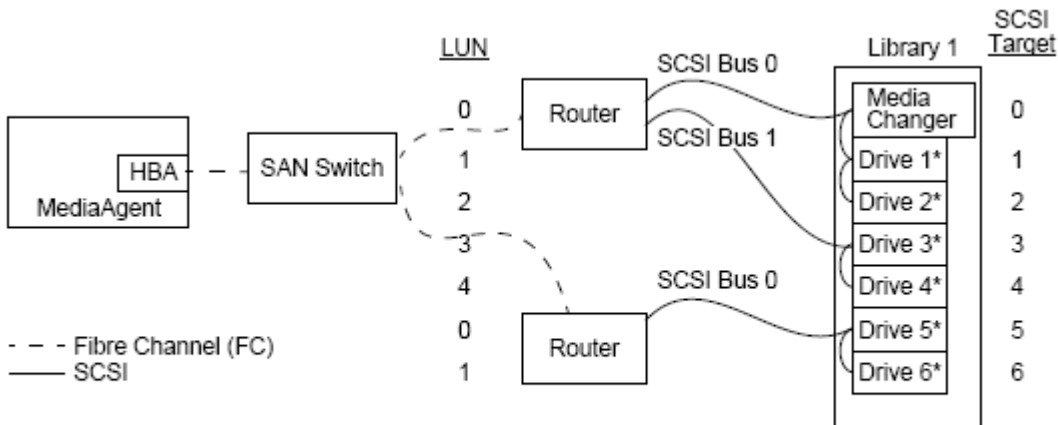 SCSI
Target
LUN
Library 1
SCSI Bus 0
0
Router
Media
Changer
0
SCSI Bus 1
HBA
SAN Switch
1
Drive 1*
1
MediaAgent
2
Drive 2*
2
3
Drive 3*
3
4
SCSI Bus 0
Drive 4*
4
0
Router
Drive 5*
5
- - - Fibre Channel (FC)
SCSI
1
Drive 6*
6